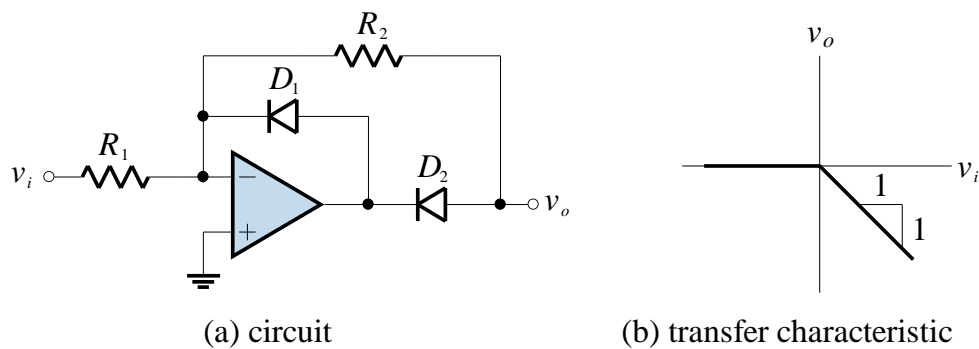 R₂
D₁
R₁
vᵢ
−
+
D₂
vₒ
(a) circuit
vₒ
vᵢ
1
1
(b) transfer characteristic